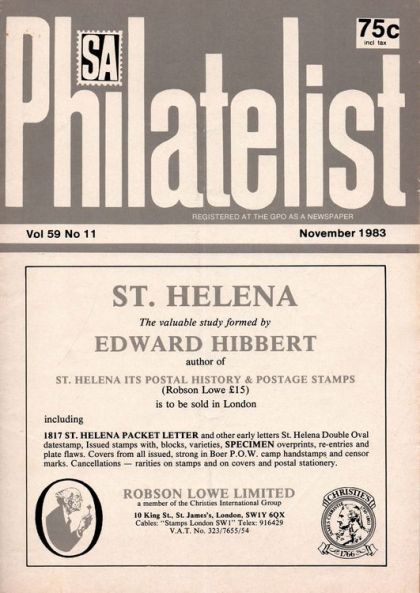 75c
incl tax
SA
Philatelist
REGISTERED AT THE GPO AS A NEWSPAPER
Vol 59 No 11
November 1983
ST. HELENA
The valuable study formed by
EDWARD HIBBERT
author of
ST. HELENA ITS POSTAL HISTORY & POSTAGE STAMPS
(Robson Lowe £15)
is to be sold in London
including
1817 ST. HELENA PACKET LETTER and other early letters St. Helena Double Oval
datestamp, Issued stamps with, blocks, varieties, SPECIMEN overprints, re-entries and
plate flaws. Covers from all issued, strong in Boer P.O.W. camp handstamps and censor
marks. Cancellations — rarities on stamps and on covers and postal stationery.
ROBSON LOWE LIMITED
a member of the Christies International Group
10 King St., St. James's, London, SW1Y 6QX
Cables: "Stamps London SW1" Telex: 916429
V.A.T. No. 323/7655/54
CHRISTIE'S
1766